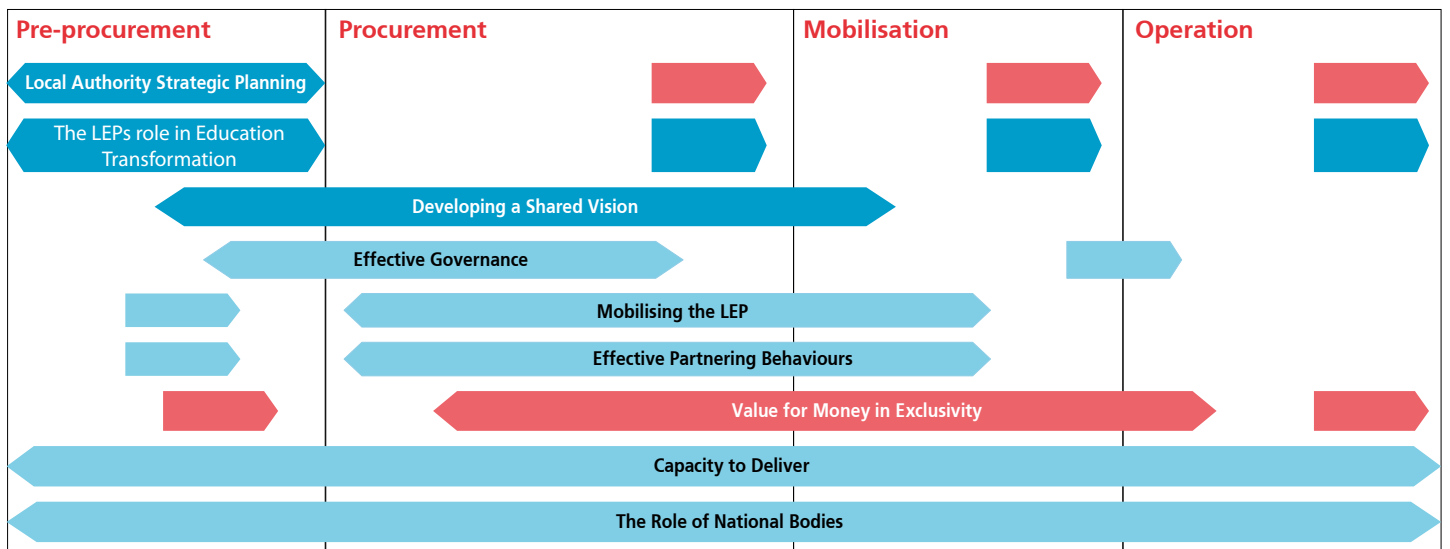 Pre-procurement
Procurement
Mobilisation
Operation
Local Authority Strategic Planning
The LEPs role in Education
Transformation
Developing a Shared Vision
Effective Governance
Mobilising the LEP
Effective Partnering Behaviours
Value for Money in Exclusivity
Capacity to Deliver
The Role of National Bodies